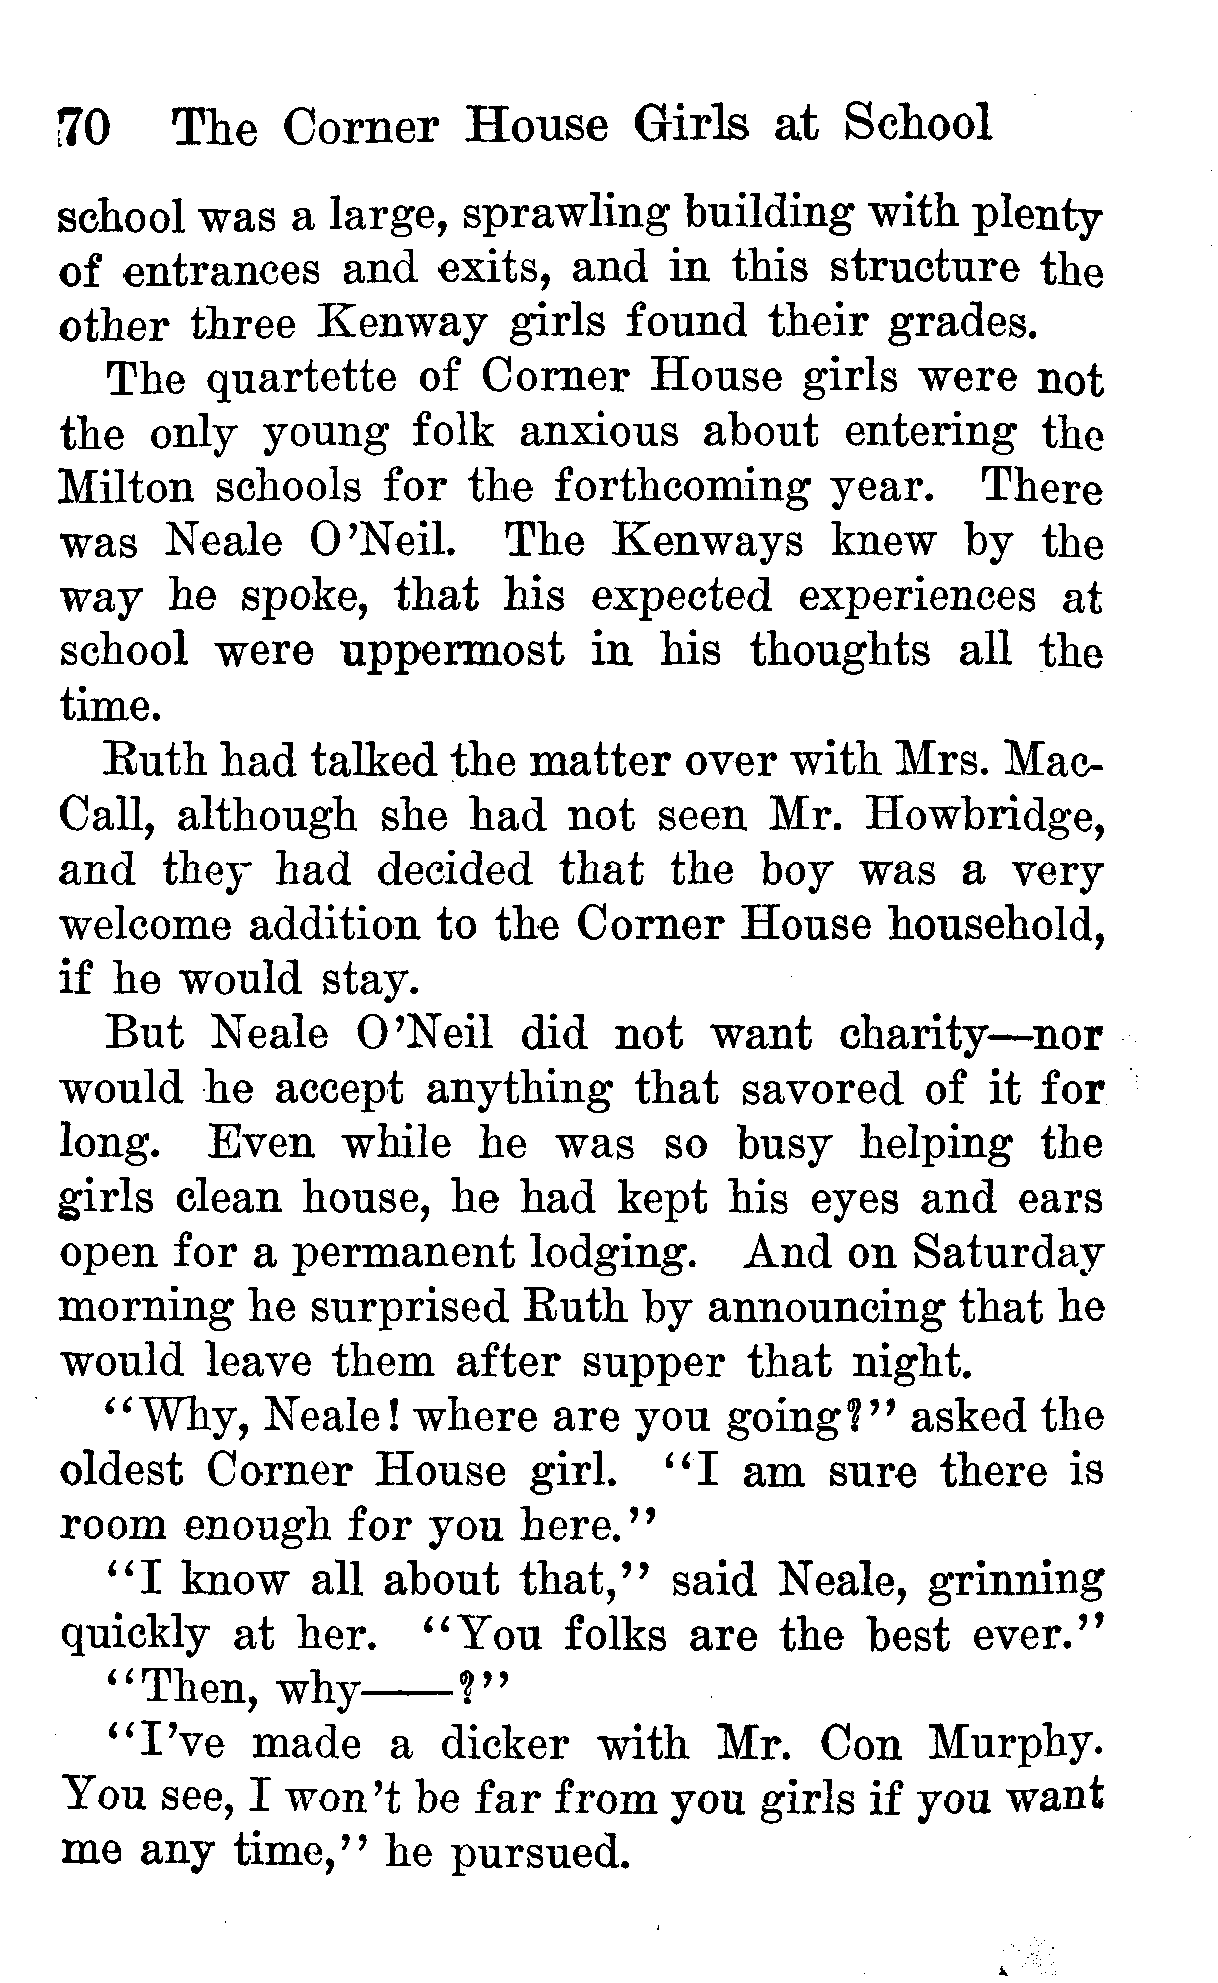 70 The Corner House Girls at School
school was a large, sprawling building with plenty
of entrances and exits, and in this structure the
other three Kenway girls found their grades.
The quartette of Corner House girls were not
the only young folk anxious about entering the
Milton schools for the forthcoming year. There
was Neale O'Neil. The Kenways knew by the
way he spoke, that his expected experiences at
school were uppermost in his thoughts all the
time.
Ruth had talked the matter over with Mrs. Mac-
Call, although she had not seen Mr. Howbridge,
and they had decided that the boy was a very
welcome addition to the Corner House household,
if he would stay.
But Neale O'Neil did not want charity—nor
would he accept anything that savored of it for
long. Even while he was so busy helping the
girls clean house, he had kept his eyes and ears
open for a permanent lodging. And on Saturday
morning he surprised Ruth by announcing that he
would leave them after supper that night.
"Why, Neale! where are you going?" asked the
oldest Corner House girl. "I am sure there is
room enough for you here."
"I know all about that," said Neale, grinning
quickly at her. "You folks are the best ever."
"Then, why——?"
"I've made a dicker with Mr. Con Murphy.
You see, I won't be far from you girls if you want
me any time," he pursued.